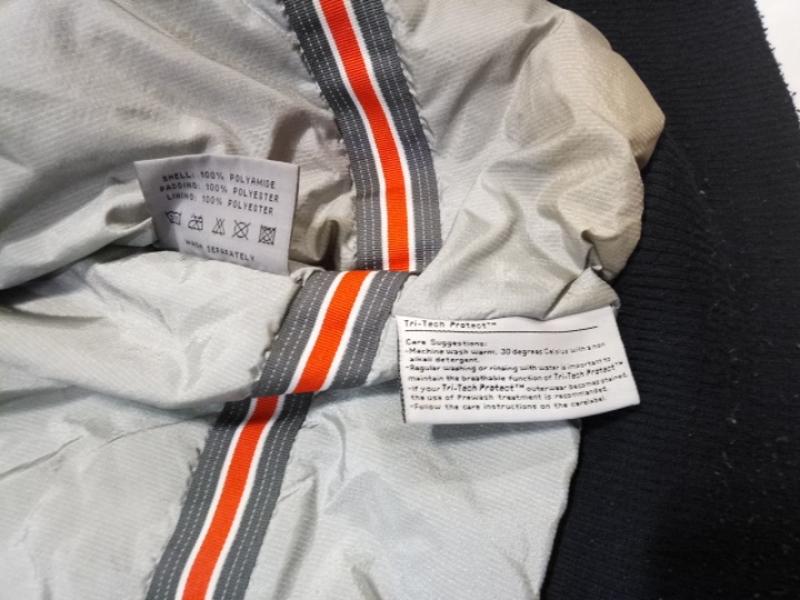 SHELL: 100% POLYAMIDE
PADDING: 100% POLYESTER
LINING: 100% POLYESTER
WASH SEPARATELY
Tri-Tech Protect™
Care Suggestions:
-Machine wash warm, 30 degrees Celsius with a non
alkali detergent.
-Regular washing or rinsing with water is important to
maintain the breathable function of Tri-Tech Protect™
-If your Tri-Tech Protect™ outerwear becomes stained,
the use of Prewash treatment is recommended.
-Follow the care instructions on the carelabel.